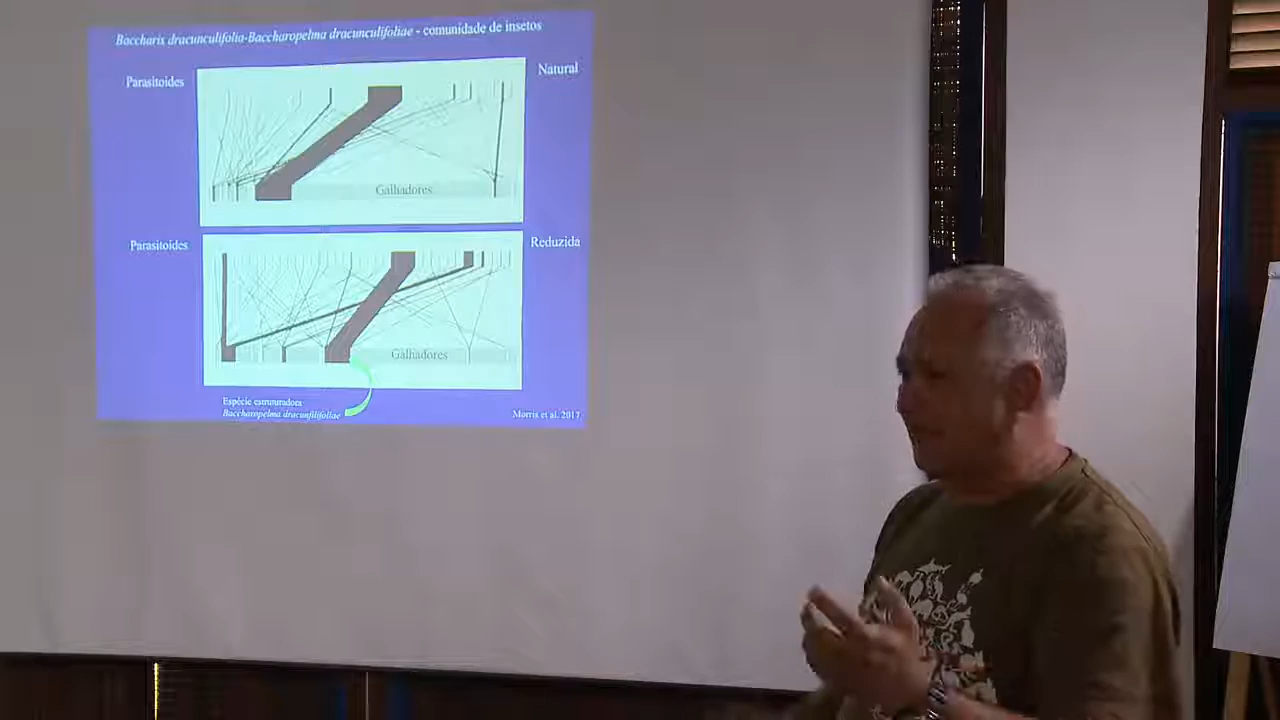 Baccharis dracunculifolia-Baccharopelma dracunculifoliae - comunidade de insetos
Parasitoides
Natural
Galhadores
Parasitoides
Reduzida
Galhadores
Espécie estruturadora
Baccharopelma dracunfilifoliae
Morris et al. 2017